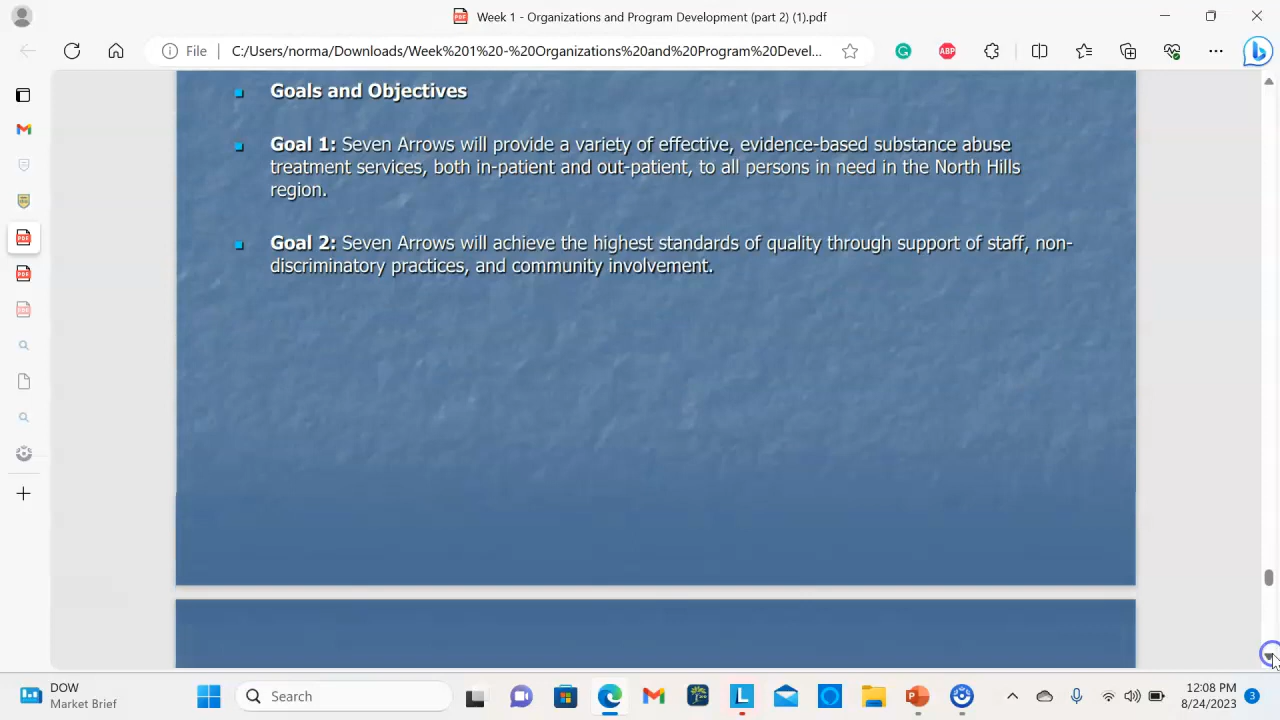 Week 1 - Organizations and Program Development (part 2) (1).pdf
File
C:/Users/norma/Downloads/Week%201%20-%20Organizations%20and%20Program%20Devel...
Goals and Objectives
Goal 1: Seven Arrows will provide a variety of effective, evidence-based substance abuse
treatment services, both in-patient and out-patient, to all persons in need in the North Hills
region.
Goal 2: Seven Arrows will achieve the highest standards of quality through support of staff, non-
discriminatory practices, and community involvement.
DOW
Market Brief
Search
12:08 PM
8/24/2023
3